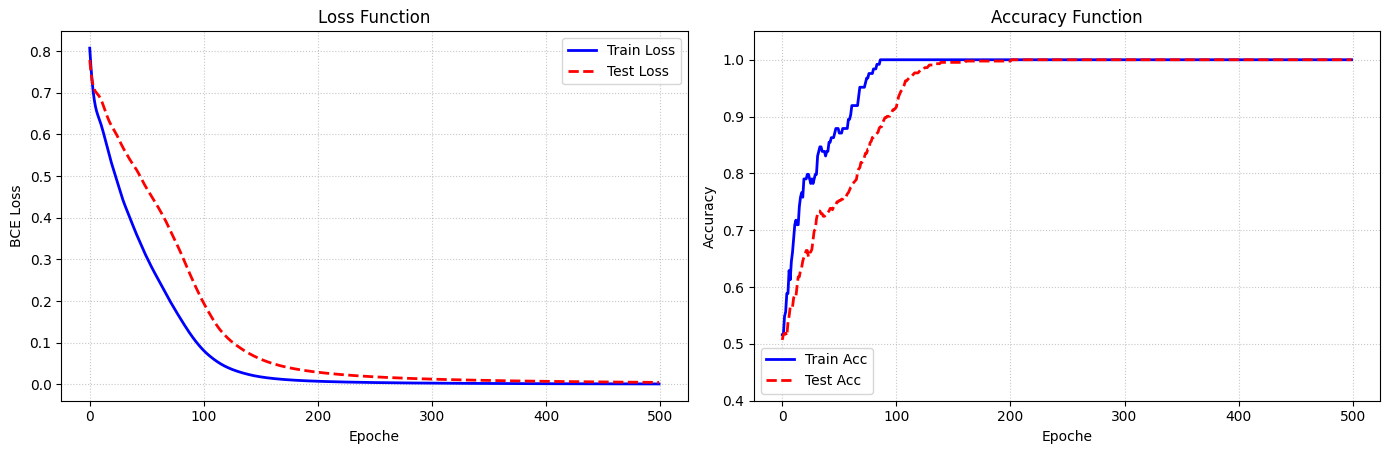 Loss Function
0.8
0.7
0.6
0.5
0.4
0.3
0.2
0.1
0.0
BCE Loss
0 100 200 300 400 500
Epoche
Train Loss
Test Loss
Accuracy Function
1.0
0.9
0.8
0.7
0.6
0.5
0.4
Accuracy
0 100 200 300 400 500
Epoche
Train Acc
Test Acc